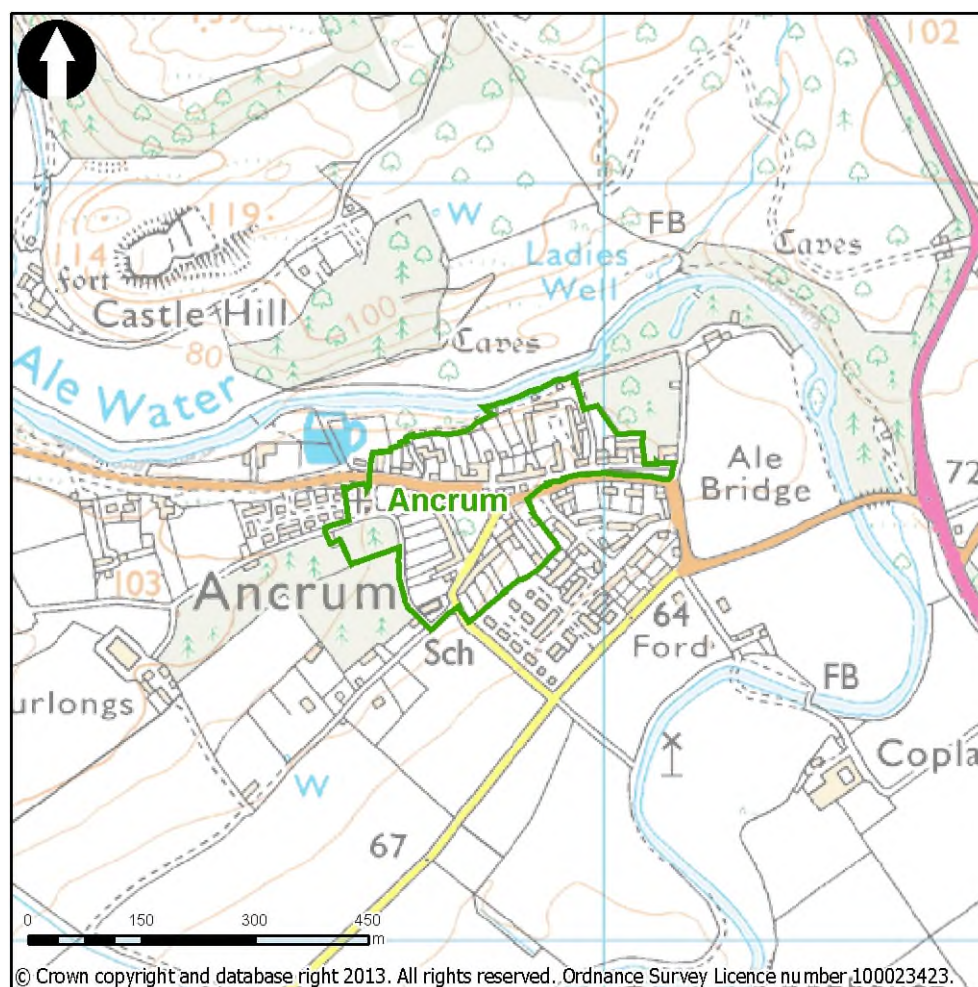 139
102
W
FB
Ladies
Well
Caves
119
114
fort
Castle Hill
100
80
Caves
Ale Water
Ale
Bridge
72
Ancrum
103
Ancrum
64
Ford
Sch
FB
urlongs
Copla
W
67
0 150 300 450
m
© Crown copyright and database right 2013. All rights reserved. Ordnance Survey Licence number 100023423.